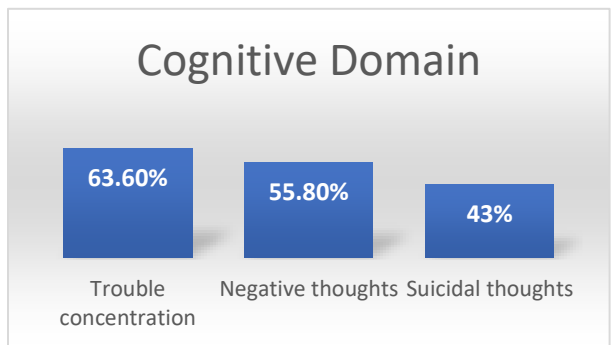 Cognitive Domain
63.60%
55.80%
43%
Trouble concentration
Negative thoughts
Suicidal thoughts